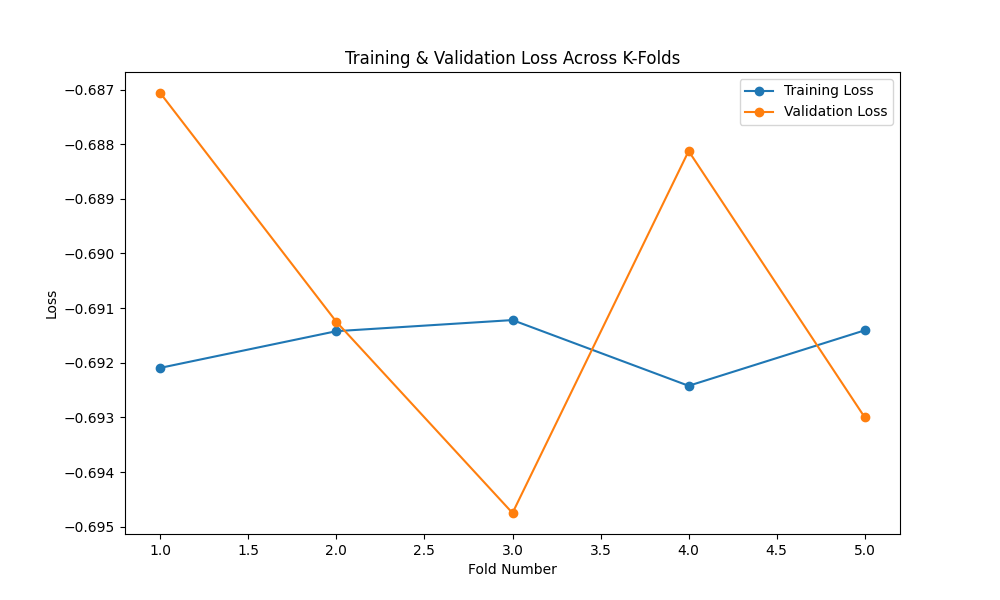 Training & Validation Loss Across K-Folds
Training Loss
Validation Loss
−0.687
−0.688
−0.689
−0.690
−0.691
−0.692
−0.693
−0.694
−0.695
Loss
1.0 1.5 2.0 2.5 3.0 3.5 4.0 4.5 5.0
Fold Number